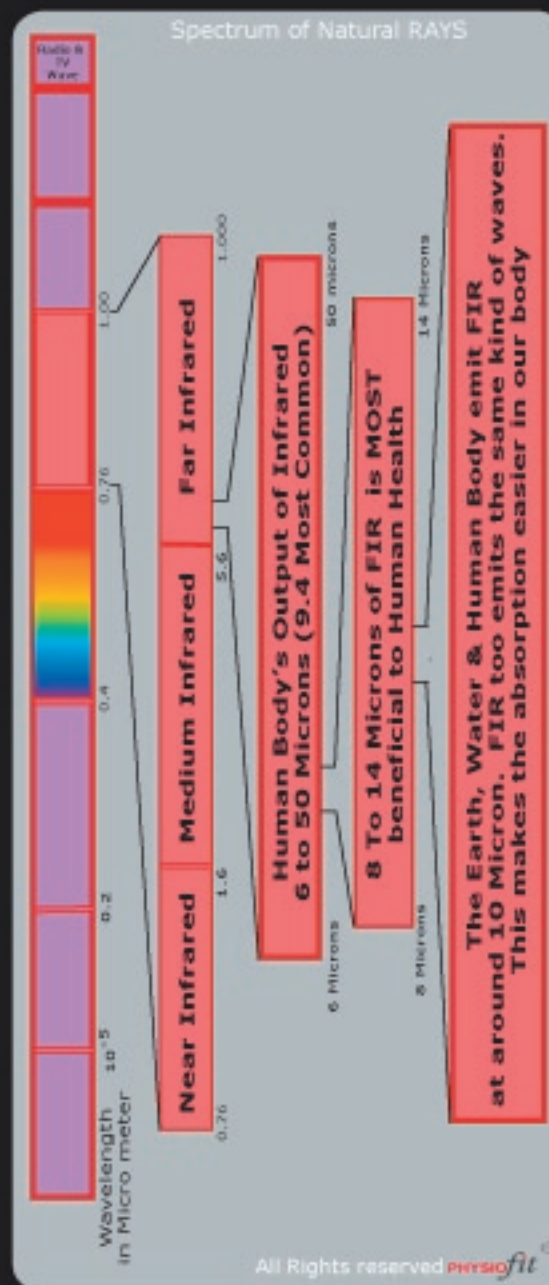 Spectrum of Natural RAYS
Radio &
TV
Wave
Wavelength
in Micro meter
10-5
0.2
0.4
0.76
1.00
Near Infrared
Medium Infrared
Far Infrared
0.76
1.6
5.6
1.000
Human Body's Output of Infrared
6 to 50 Microns (9.4 Most Common)
6 Microns
50 microns
8 To 14 Microns of FIR is MOST
beneficial to Human Health
8 Microns
14 Microns
The Earth, Water & Human Body emit FIR
at around 10 Micron. FIR too emits the same kind of waves.
This makes the absorption easier in our body
All Rights reserved PHYSIOfit